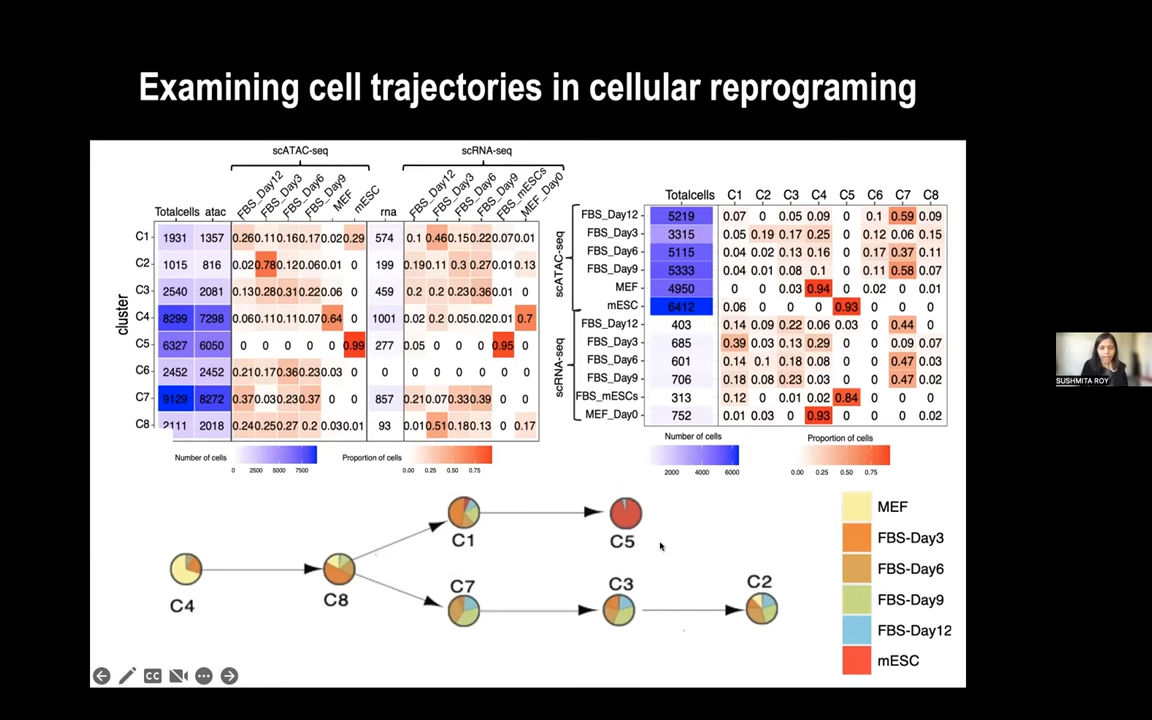 Examining cell trajectories in cellular reprograming
scATAC-seq scRNA-seq
FBS_Day12 FBS_Day3 FBS_Day6 FBS_Day9 MEF mESC FBS_Day12 FBS_Day3 FBS_Day6 FBS_Day9 FBS_mESCs MEF_Day0
Totalcells atac rna
cluster
C1 1931 1357 0.26 0.11 0.16 0.17 0.02 0.29 574 0.1 0.46 0.15 0.22 0.07 0.01
C2 1015 816 0.02 0.78 0.12 0.06 0.01 0 199 0.19 0.11 0.3 0.27 0.01 0.13
C3 2540 2081 0.13 0.28 0.31 0.22 0.06 0 459 0.2 0.2 0.23 0.36 0.01 0
C4 8299 7298 0.06 0.11 0.11 0.07 0.64 0 1001 0.02 0.2 0.05 0.02 0.01 0.7
C5 6327 6050 0 0 0 0 0 0.99 277 0.05 0 0 0 0.95 0
C6 2452 2452 0.21 0.17 0.36 0.23 0.03 0 0 0 0 0 0 0
C7 9129 8272 0.37 0.03 0.23 0.37 0 0 857 0.21 0.07 0.33 0.39 0 0
C8 2111 2018 0.24 0.25 0.27 0.2 0.03 0.01 93 0.01 0.51 0.18 0.13 0 0.17
Number of cells
0 2500 5000 7500
Proportion of cells
0.00 0.25 0.50 0.75
Totalcells C1 C2 C3 C4 C5 C6 C7 C8
scATAC-seq
FBS_Day12 5219 0.07 0 0.05 0.09 0 0.1 0.59 0.09
FBS_Day3 3315 0.05 0.19 0.17 0.25 0 0.12 0.06 0.15
FBS_Day6 5115 0.04 0.02 0.13 0.16 0 0.17 0.37 0.11
FBS_Day9 5333 0.04 0.01 0.08 0.1 0 0.11 0.58 0.07
MEF 4950 0 0 0.03 0.94 0 0.02 0 0.01
mESC 6412 0.06 0 0 0 0.93 0 0 0
scRNA-seq
FBS_Day12 403 0.14 0.09 0.22 0.06 0.03 0 0.44 0
FBS_Day3 685 0.39 0.03 0.13 0.29 0 0 0.09 0.07
FBS_Day6 601 0.14 0.1 0.18 0.08 0 0 0.47 0.03
FBS_Day9 706 0.18 0.08 0.23 0.03 0 0 0.47 0.02
FBS_mESCs 313 0.12 0 0.01 0.02 0.84 0 0 0
MEF_Day0 752 0.01 0.03 0 0.93 0 0 0 0.02
Number of cells
2000 4000 6000
Proportion of cells
0.00 0.25 0.50 0.75
C4
C8
C1
C5
C7
C3
C2
MEF
FBS-Day3
FBS-Day6
FBS-Day9
FBS-Day12
mESC
CC
SUSHMITA ROY